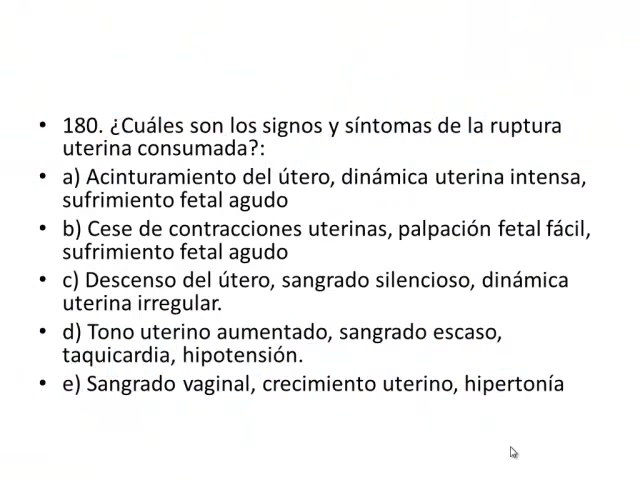 • 180. ¿Cuáles son los signos y síntomas de la ruptura
uterina consumada?:
• a) Acinturamiento del útero, dinámica uterina intensa,
sufrimiento fetal agudo
• b) Cese de contracciones uterinas, palpación fetal fácil,
sufrimiento fetal agudo
• c) Descenso del útero, sangrado silencioso, dinámica
uterina irregular.
• d) Tono uterino aumentado, sangrado escaso,
taquicardia, hipotensión.
• e) Sangrado vaginal, crecimiento uterino, hipertonía